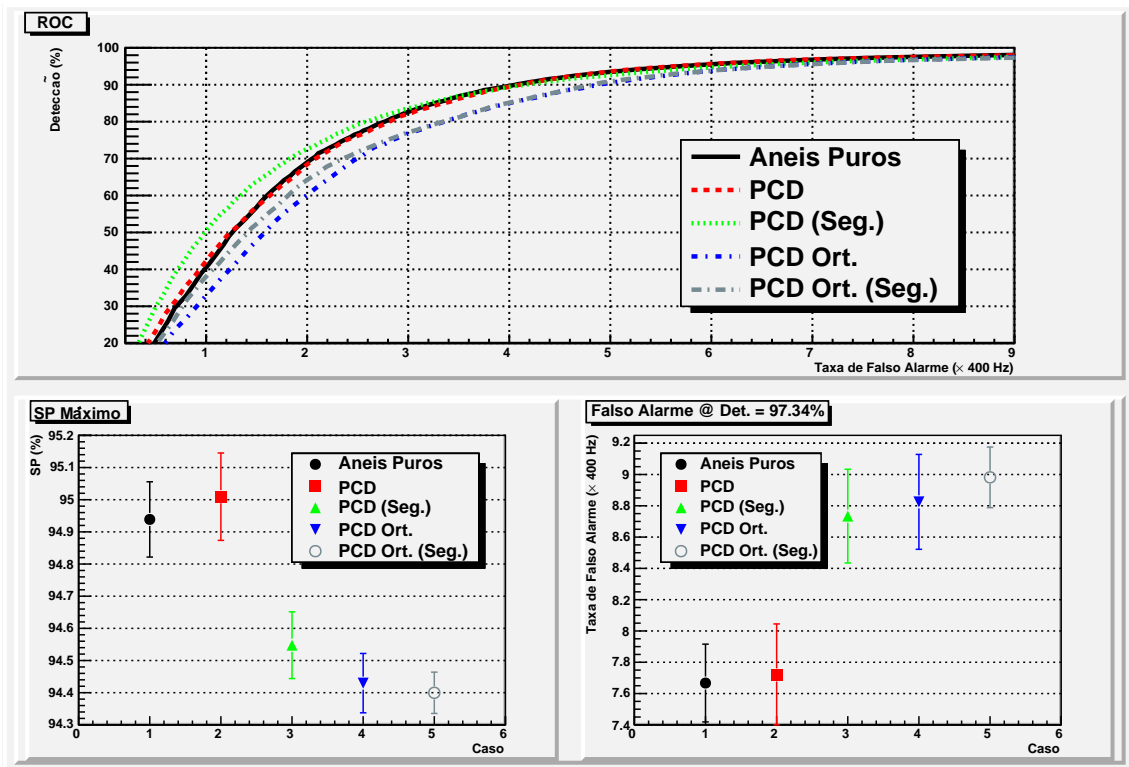 ROC
Deteccão (%)
100
90
80
70
60
50
40
30
20
1 2 3 4 5 6 7 8 9
Taxa de Falso Alarme (× 400 Hz)
Aneis Puros
PCD
PCD (Seg.)
PCD Ort.
PCD Ort. (Seg.)
SP Máximo
SP (%)
95.2
95.1
95
94.9
94.8
94.7
94.6
94.5
94.4
94.3
0 1 2 3 4 5 6
Caso
Aneis Puros
PCD
PCD (Seg.)
PCD Ort.
PCD Ort. (Seg.)
Falso Alarme @ Det. = 97.34%
Taxa de Falso Alarme (× 400 Hz)
9.2
9
8.8
8.6
8.4
8.2
8
7.8
7.6
7.4
0 1 2 3 4 5 6
Caso
Aneis Puros
PCD
PCD (Seg.)
PCD Ort.
PCD Ort. (Seg.)